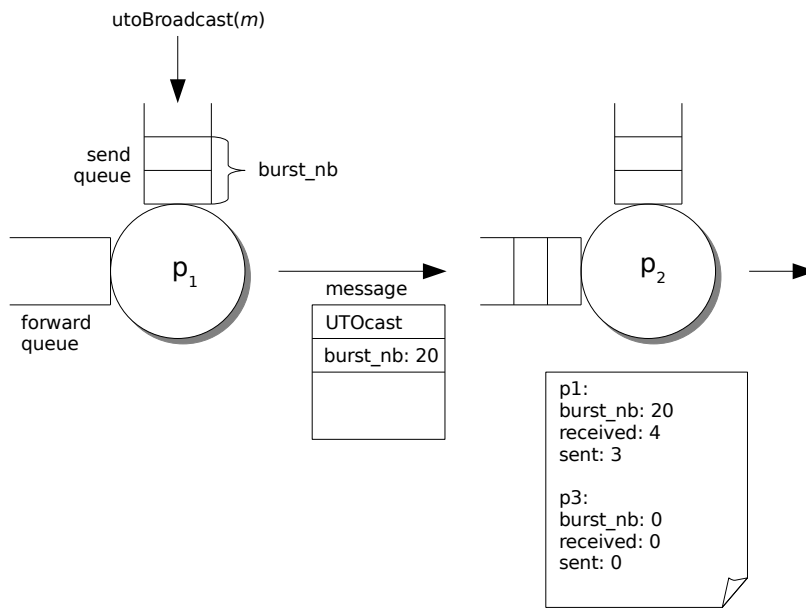 utoBroadcast(m)
send
queue
burst_nb
p1
forward
queue
message
UTOcast
burst_nb: 20
p2
p1:
burst_nb: 20
received: 4
sent: 3
p3:
burst_nb: 0
received: 0
sent: 0